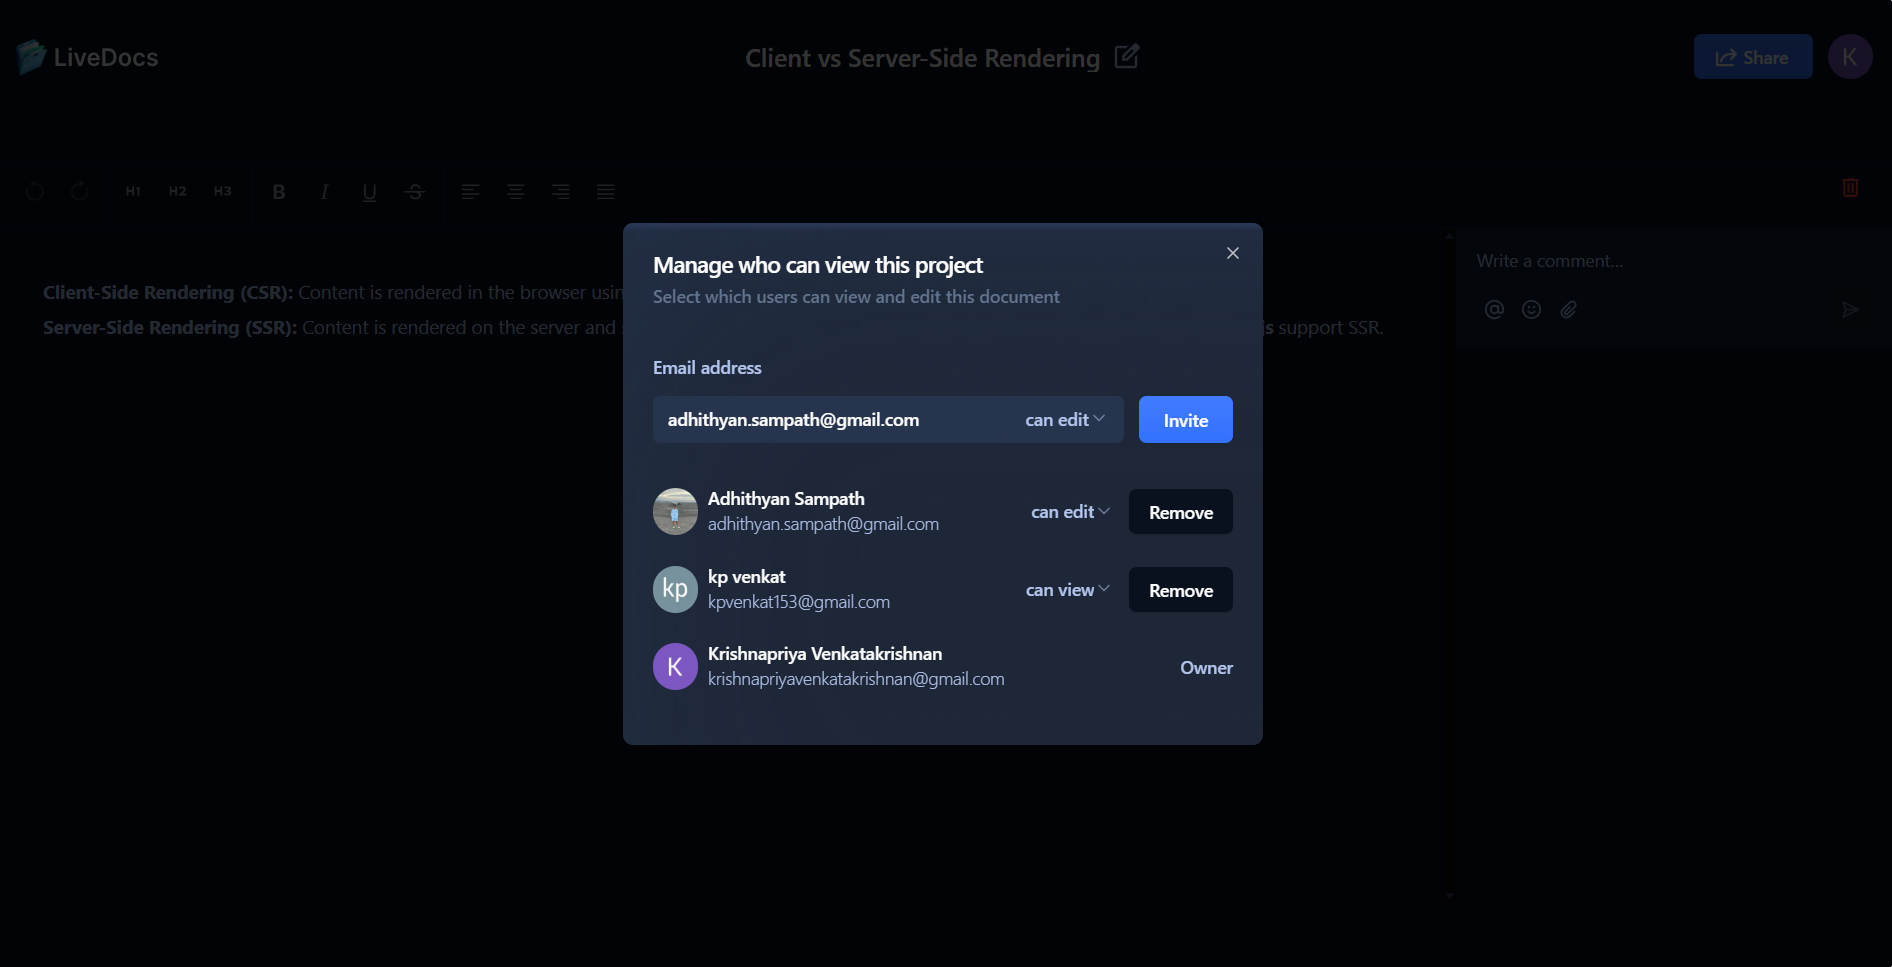 LiveDocs
Client vs Server-Side Rendering
Share
K
H1 H2 H3 B I U S
Manage who can view this project
Select which users can view and edit this document
Email address
adhithyan.sampath@gmail.com can edit Invite
Adhithyan Sampath
adhithyan.sampath@gmail.com
can edit Remove
kp
kp venkat
kpvenkat153@gmail.com
can view Remove
K
Krishnapriya Venkatakrishnan
krishnapriyavenkatakrishnan@gmail.com
Owner
Client-Side Rendering (CSR): Content is rendered in the browser
Server-Side Rendering (SSR): Content is rendered on the server and
support SSR.
Write a comment...